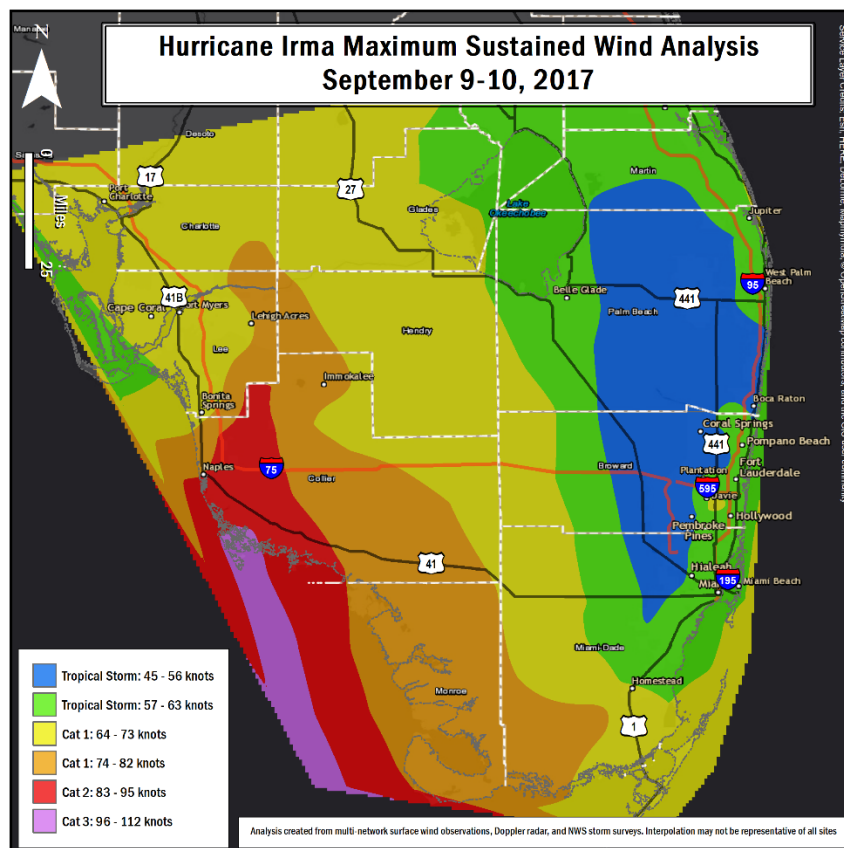 Hurricane Irma Maximum Sustained Wind Analysis
September 9-10, 2017
Desoto
Martin
17
27
Port
Charlotte
Glades
Lake
Okeechobee
Jupiter
Charlotte
0
Miles
25
West Palm
Beach
95
41B
Belle Glade
441
Cape Coral
Fort Myers
Palm Beach
Lehigh Acres
Hendry
Lee
Immokalee
Bonita
Springs
Boca Raton
Coral Springs
441
Pompano Beach
Fort
Lauderdale
Naples
75
Collier
Broward
Plantation
595
Davie
Hollywood
Pembroke
Pines
41
Hialeah
195
Miami Beach
Miami-Dade
Homestead
Monroe
1
Tropical Storm: 45 - 56 knots
Tropical Storm: 57 - 63 knots
Cat 1: 64 - 73 knots
Cat 1: 74 - 82 knots
Cat 2: 83 - 95 knots
Cat 3: 96 - 112 knots
Analysis created from multi-network surface wind observations, Doppler radar, and NWS storm surveys. Interpolation may not be representative of all sites